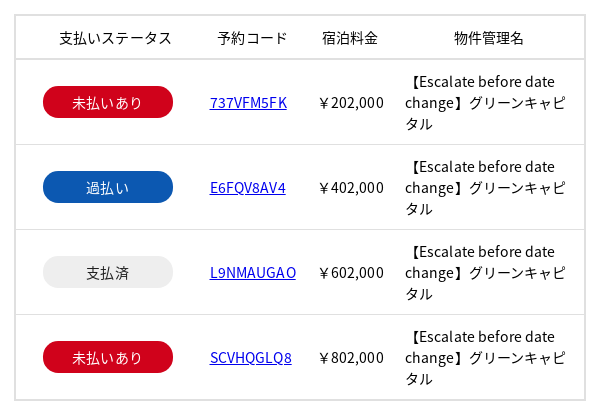 支払いステータス 予約コード 宿泊料金 物件管理名
未払いあり 737VFM5FK ￥202,000 【Escalate before date
change】グリーンキャピ
タル
過払い E6FQV8AV4 ￥402,000 【Escalate before date
change】グリーンキャピ
タル
支払済 L9NMAUGAO ￥602,000 【Escalate before date
change】グリーンキャピ
タル
未払いあり SCVHQGLQ8 ￥802,000 【Escalate before date
change】グリーンキャピ
タル